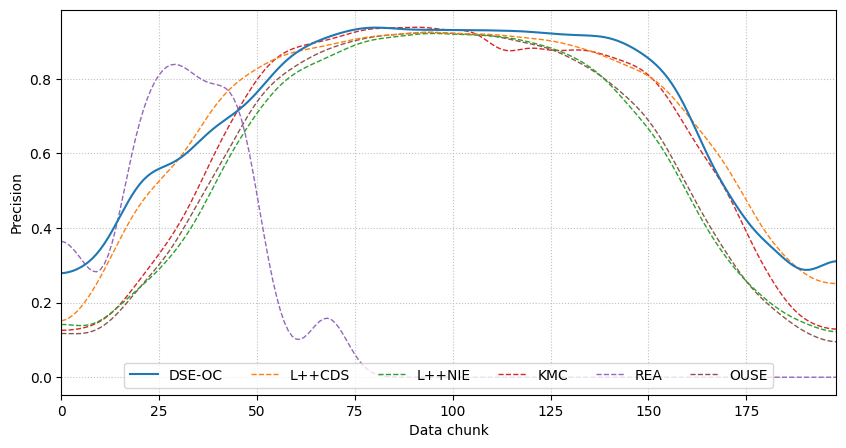 Precision
0.8
0.6
0.4
0.2
0.0
DSE-OC L++CDS L++NIE KMC REA OUSE
0 25 50 75 100 125 150 175
Data chunk